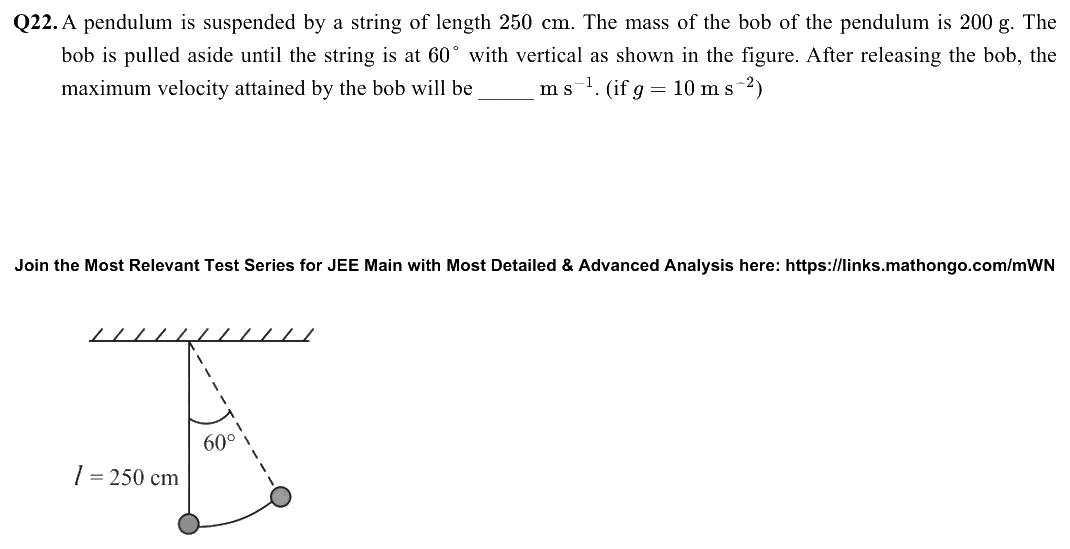 Q22. A pendulum is suspended by a string of length 250 cm. The mass of the bob of the pendulum is 200 g. The
bob is pulled aside until the string is at 60° with vertical as shown in the figure. After releasing the bob, the
maximum velocity attained by the bob will be _____ m s⁻¹. (if g = 10 m s⁻²)
Join the Most Relevant Test Series for JEE Main with Most Detailed & Advanced Analysis here: https://links.mathongo.com/mWN
60°
l = 250 cm